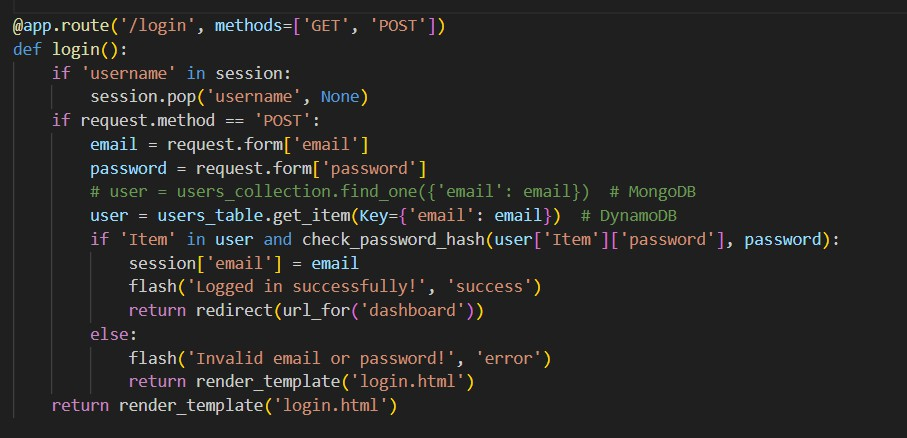 @app.route('/login', methods=['GET', 'POST'])
def login():
    if 'username' in session:
        session.pop('username', None)
    if request.method == 'POST':
        email = request.form['email']
        password = request.form['password']
        # user = users_collection.find_one({'email': email})  # MongoDB
        user = users_table.get_item(Key={'email': email})  # DynamoDB
        if 'Item' in user and check_password_hash(user['Item']['password'], password):
            session['email'] = email
            flash('Logged in successfully!', 'success')
            return redirect(url_for('dashboard'))
        else:
            flash('Invalid email or password!', 'error')
            return render_template('login.html')
    return render_template('login.html')